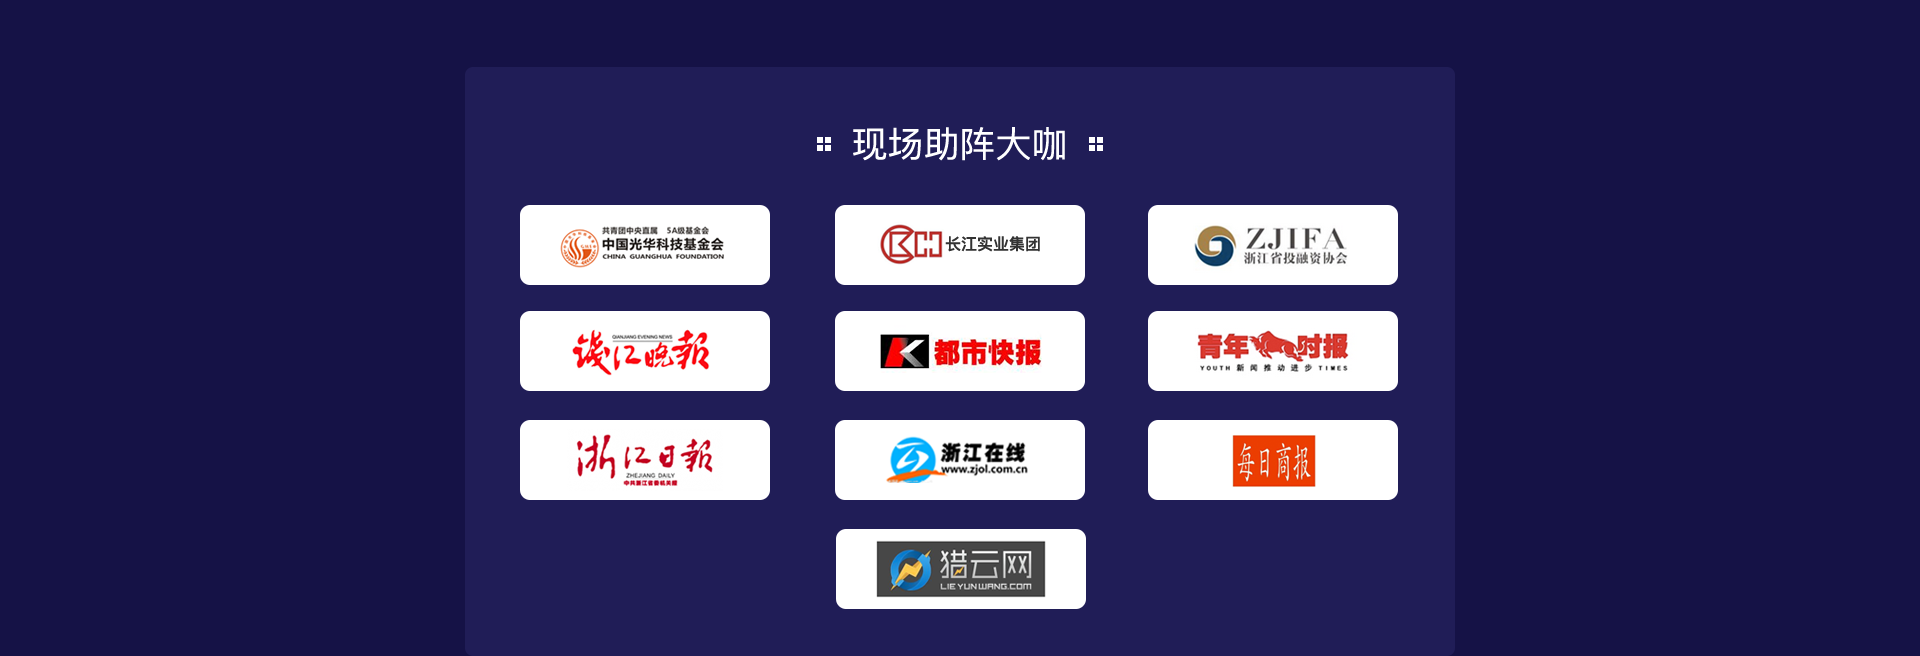 现场助阵大咖
共青团中央直属 5A级基金会
中国光华科技基金会
CHINA GUANGHUA FOUNDATION
长江实业集团
ZJIFA
浙江省投融资协会
QIANJIANG EVENING NEWS
錢江晚報
都市快报
青年时报
YOUTH 新闻推动进步 TIMES
浙江日報
ZHEJIANG DAILY
中共浙江省委机关报
浙江在线
www.zjol.com.cn
每日商报
猎云网
LIEYUNWANG.COM